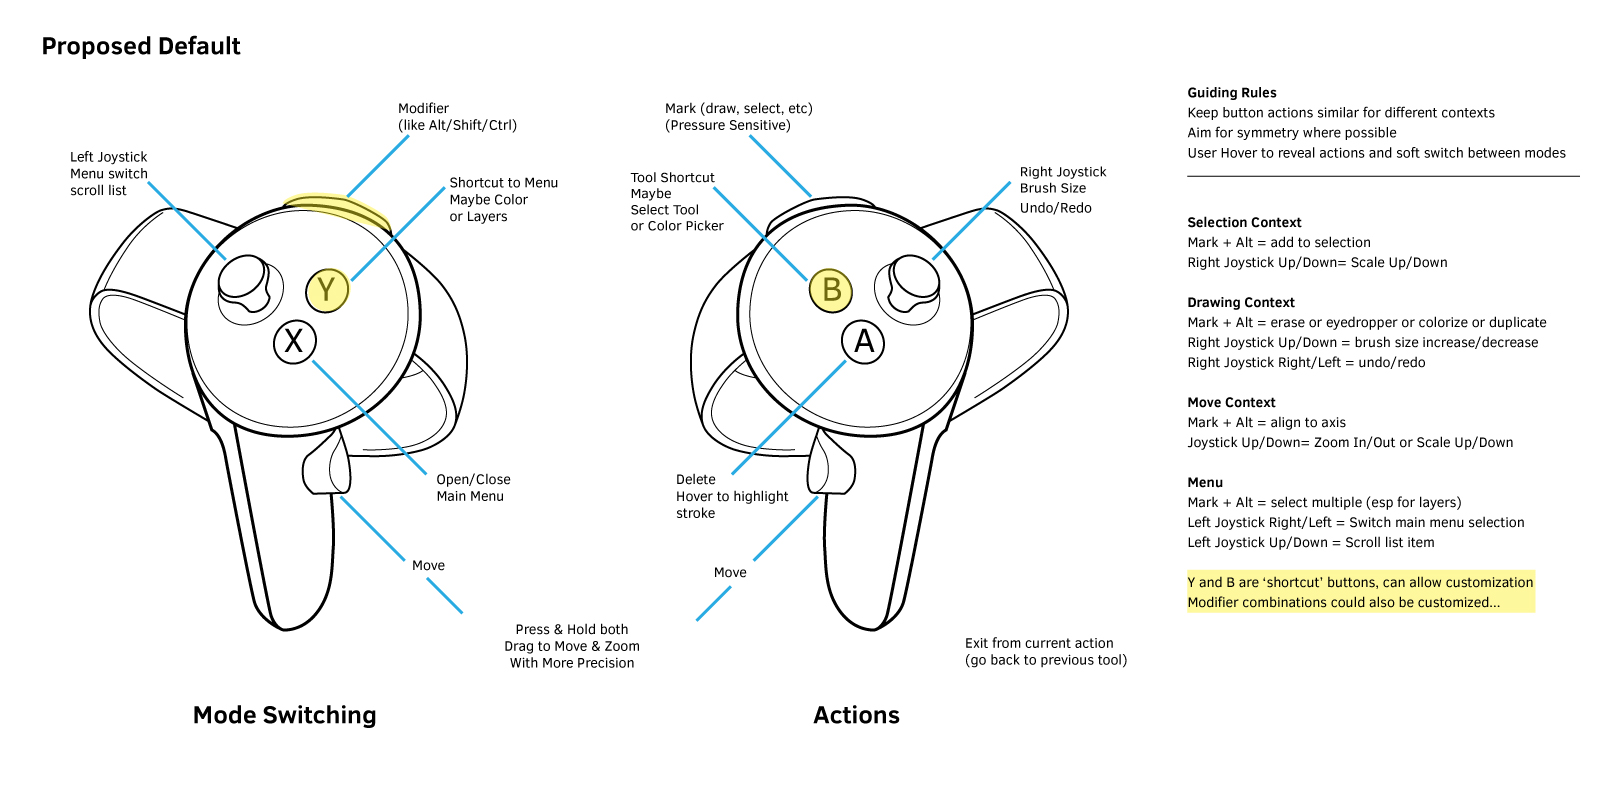 Proposed Default
Modifier
(like Alt/Shift/Ctrl)
Left Joystick
Menu switch
scroll list
Shortcut to Menu
Maybe Color
or Layers
Y
X
Open/Close
Main Menu
Move
Press & Hold both
Drag to Move & Zoom
With More Precision
Mode Switching
Mark (draw, select, etc)
(Pressure Sensitive)
Tool Shortcut
Maybe
Select Tool
or Color Picker
Right Joystick
Brush Size
Undo/Redo
B
A
Delete
Hover to highlight
stroke
Move
Exit from current action
(go back to previous tool)
Actions
Guiding Rules
Keep button actions similar for different contexts
Aim for symmetry where possible
User Hover to reveal actions and soft switch between modes
Selection Context
Mark + Alt = add to selection
Right Joystick Up/Down= Scale Up/Down
Drawing Context
Mark + Alt = erase or eyedropper or colorize or duplicate
Right Joystick Up/Down = brush size increase/decrease
Right Joystick Right/Left = undo/redo
Move Context
Mark + Alt = align to axis
Joystick Up/Down= Zoom In/Out or Scale Up/Down
Menu
Mark + Alt = select multiple (esp for layers)
Left Joystick Right/Left = Switch main menu selection
Left Joystick Up/Down = Scroll list item
Y and B are ‘shortcut’ buttons, can allow customization
Modifier combinations could also be customized...